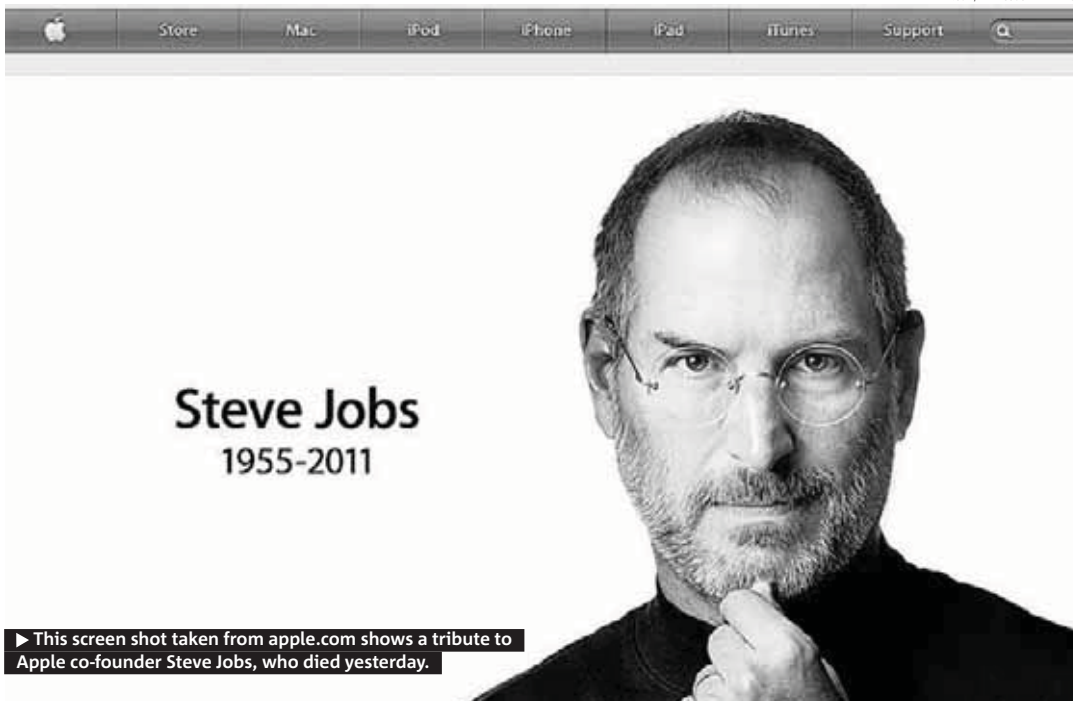 Store Mac iPod iPhone iPad iTunes Support
Steve Jobs
1955-2011
▶ This screen shot taken from apple.com shows a tribute to
Apple co-founder Steve Jobs, who died yesterday.